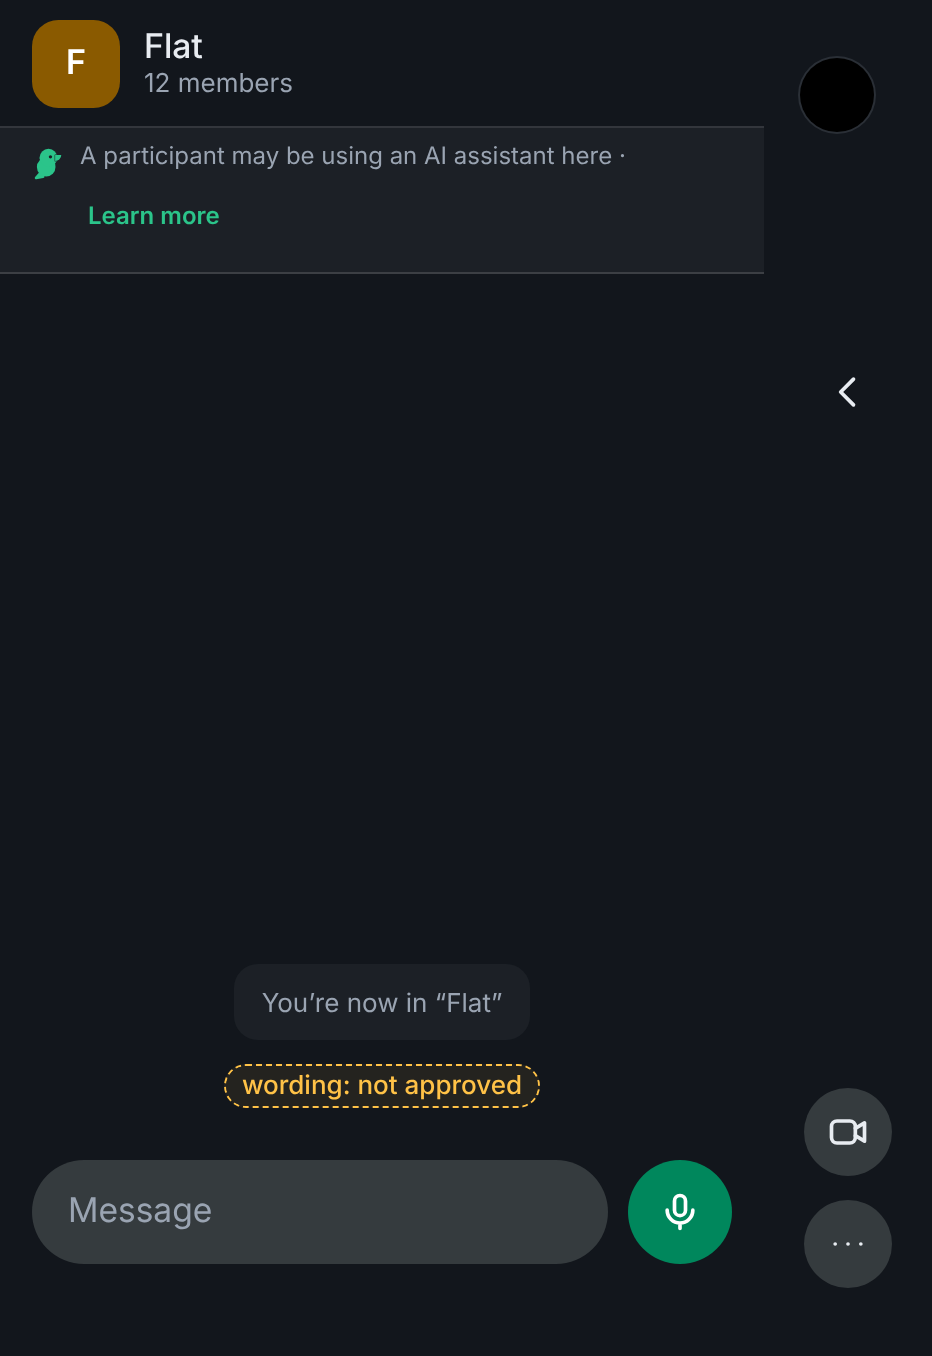 F
Flat
12 members
A participant may be using an AI assistant here ·
Learn more
You’re now in “Flat”
wording: not approved
Message